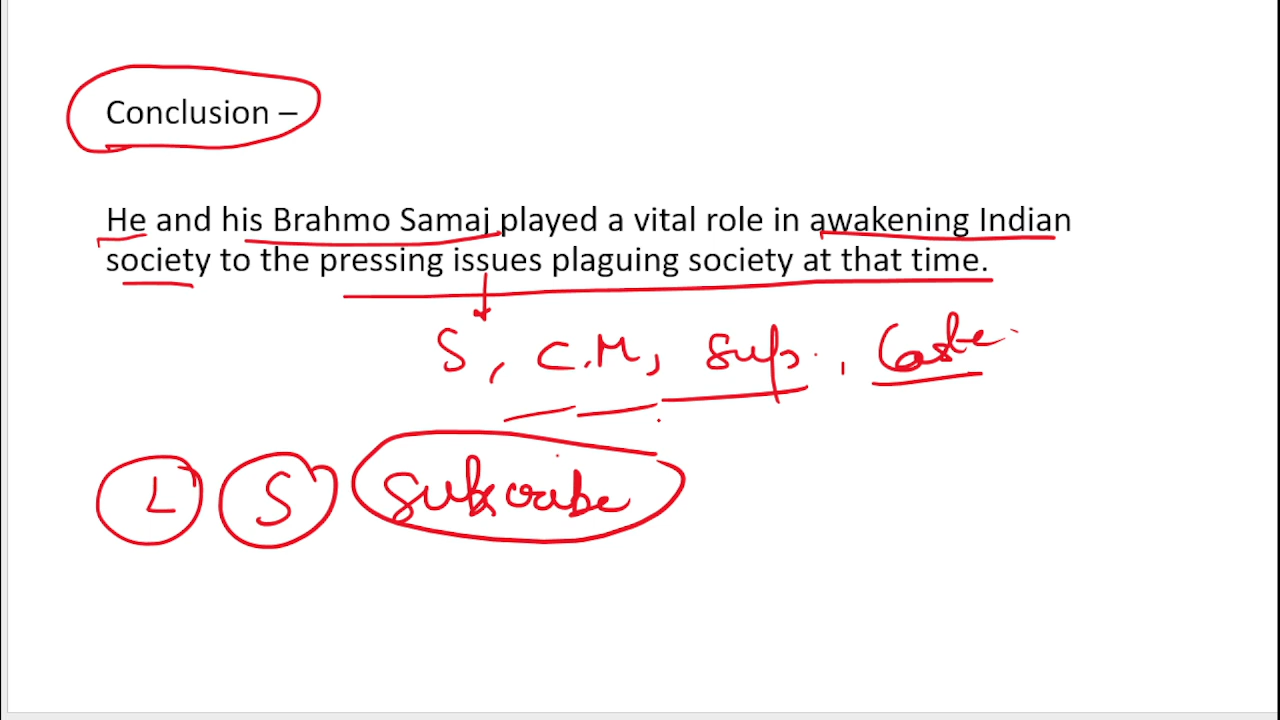 Conclusion –
He and his Brahmo Samaj played a vital role in awakening Indian
society to the pressing issues plaguing society at that time.
S, C.M, Sup., Caste.
L S Subscribe